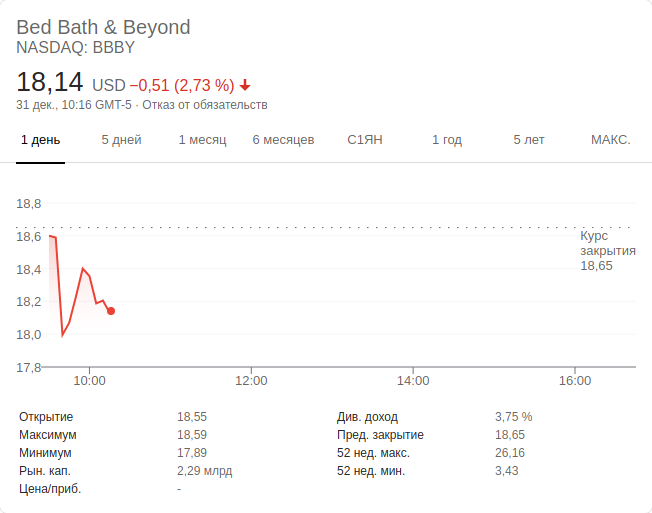 Bed Bath & Beyond
NASDAQ: BBBY
18,14 USD −0,51 (2,73 %)
31 дек., 10:16 GMT-5 · Отказ от обязательств
1 день 5 дней 1 месяц 6 месяцев С1ЯН 1 год 5 лет МАКС.
18,8
18,6
18,4
18,2
18,0
17,8
Курс
закрытия
18,65
10:00 12:00 14:00 16:00
Открытие 18,55 Див. доход 3,75 %
Максимум 18,59 Пред. закрытие 18,65
Минимум 17,89 52 нед. макс. 26,16
Рын. кап. 2,29 млрд 52 нед. мин. 3,43
Цена/приб. -